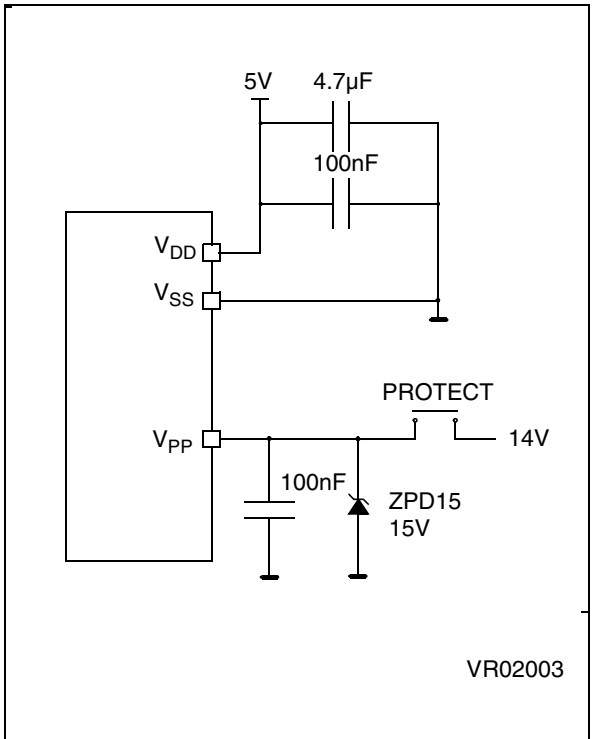 5V 4.7µF
100nF
VDD
VSS
PROTECT
VPP
14V
100nF
ZPD15
15V
VR02003